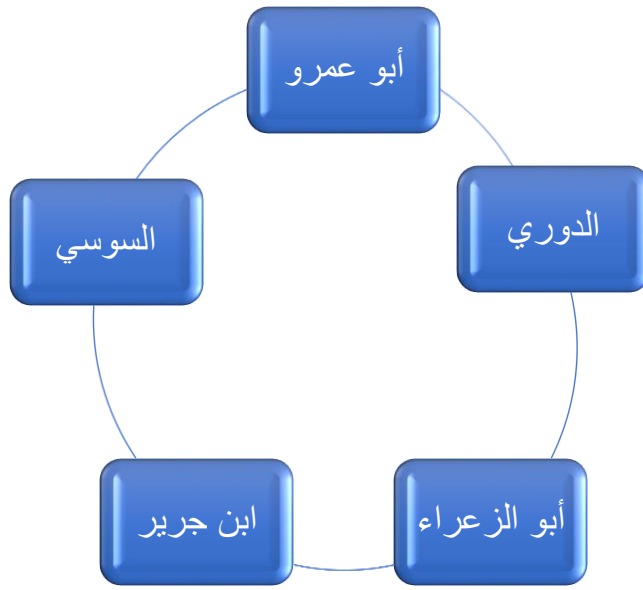 أبو عمرو
الدوري
السوسي
أبو الزعراء
ابن جرير